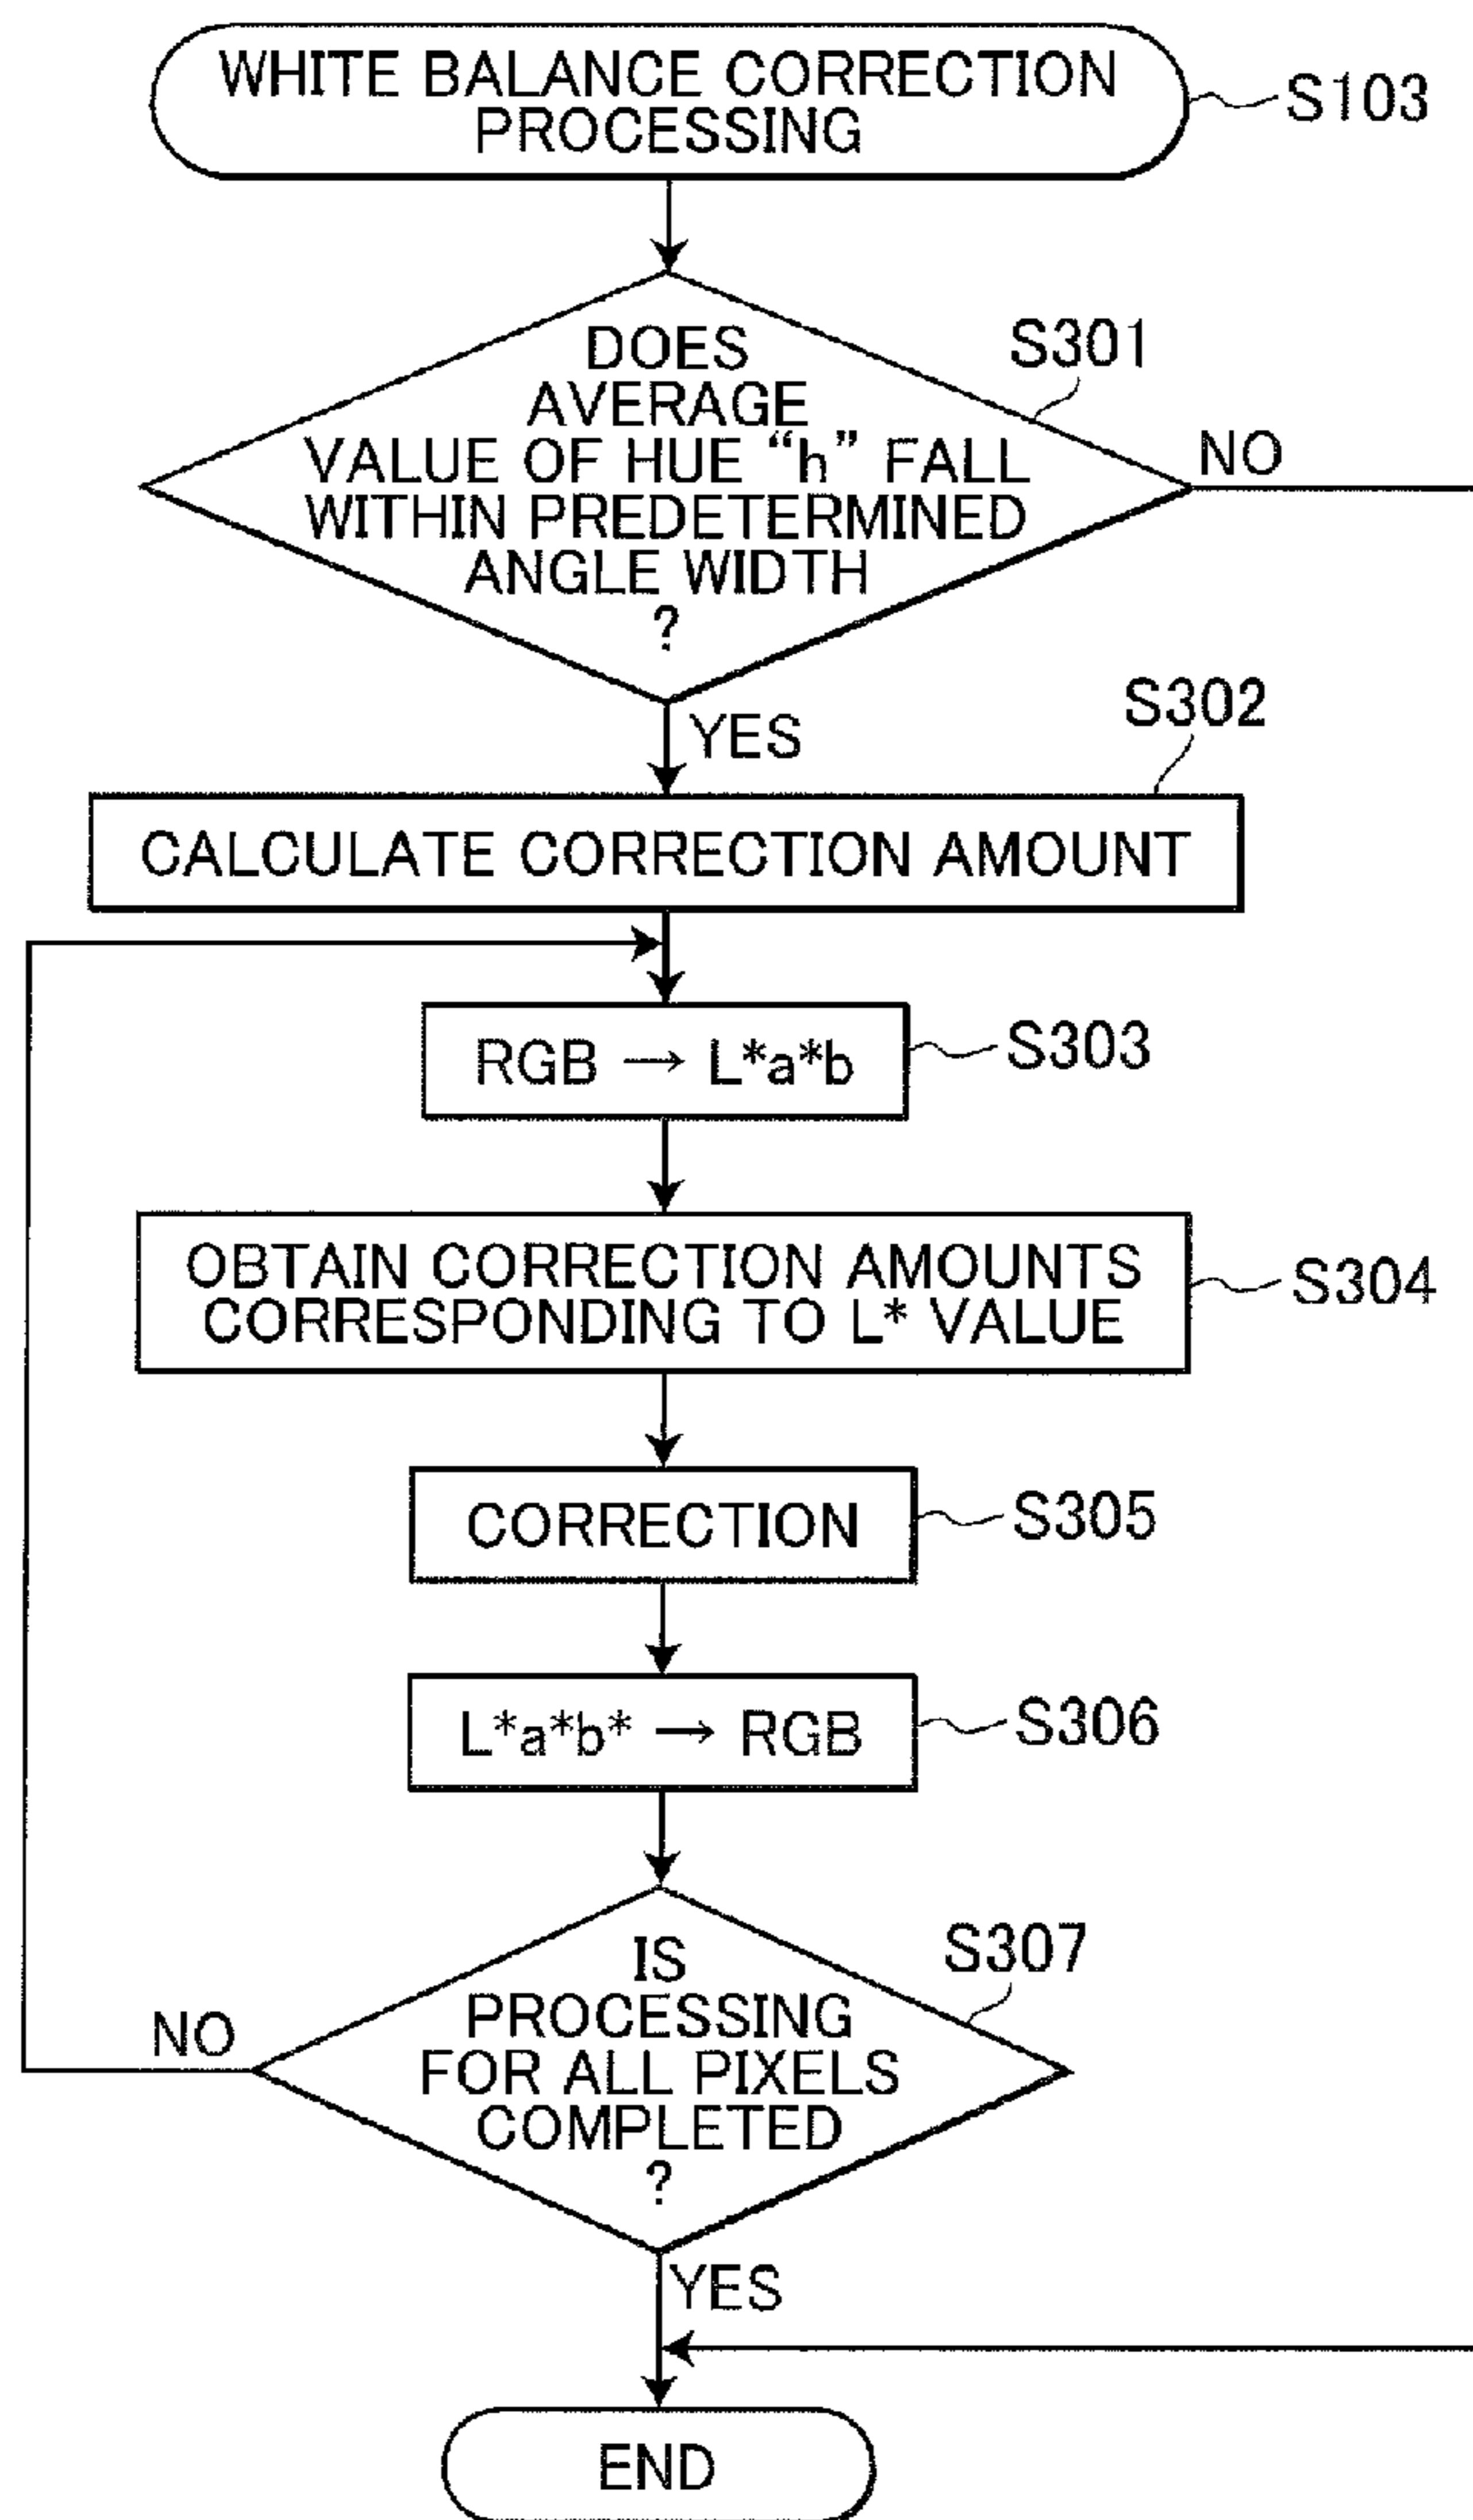 WHITE BALANCE CORRECTION
PROCESSING
S103
DOES
AVERAGE
VALUE OF HUE “h” FALL
WITHIN PREDETERMINED
ANGLE WIDTH
?
S301
NO
YES
S302
CALCULATE CORRECTION AMOUNT
RGB → L*a*b
S303
OBTAIN CORRECTION AMOUNTS
CORRESPONDING TO L* VALUE
S304
CORRECTION
S305
L*a*b* → RGB
S306
IS
PROCESSING
FOR ALL PIXELS
COMPLETED
?
S307
NO
YES
END